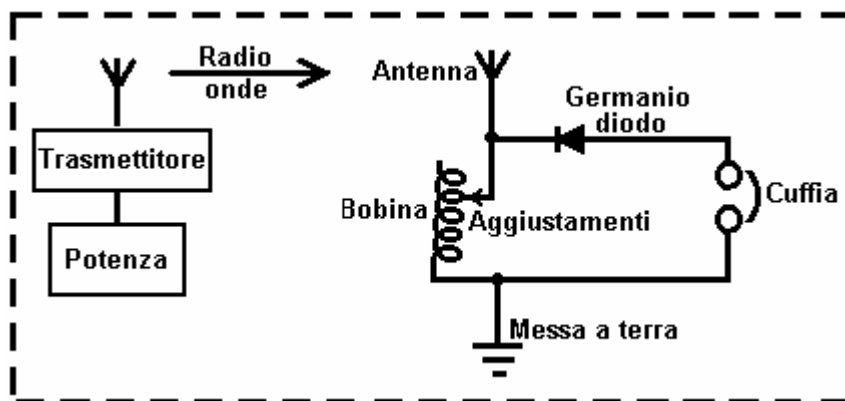 Radio
onde
Antenna
Germanio
diodo
Trasmettitore
Bobina
Aggiustamenti
Cuffia
Potenza
Messa a terra